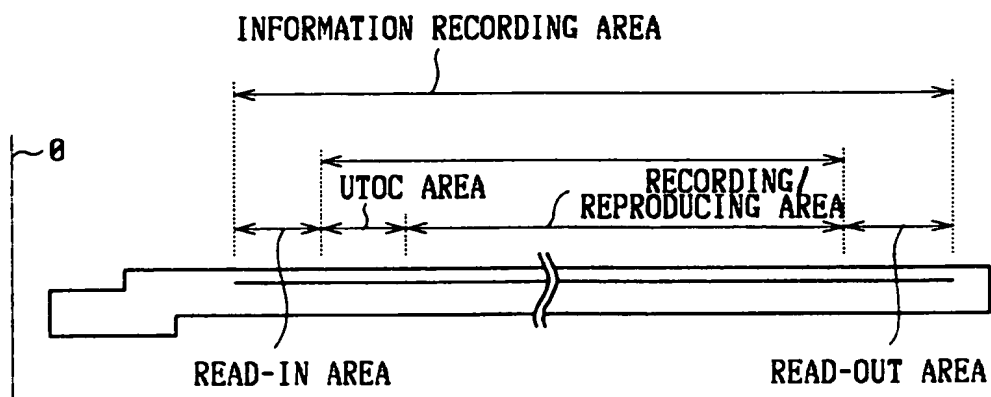 INFORMATION RECORDING AREA
0
UTOC AREA
RECORDING/
REPRODUCING AREA
READ-IN AREA
READ-OUT AREA